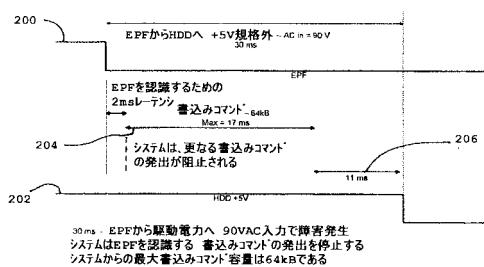 200
EPFからHDDへ +5V規格外 - AC in = 90 V
30 ms
EPF
EPFを認識するための
2msレーテンシ
書込みコマンド - 64kB
Max = 17 ms
204
206
システムは、更なる書込みコマンド
の発出が阻止される
11 ms
202
HDD +5V
30 ms - EPFから駆動電力へ 90VAC入力で障害発生
システムはEPFを認識する 書込みコマンドの発出を停止する
システムからの最大書込みコマンド容量は64kBである